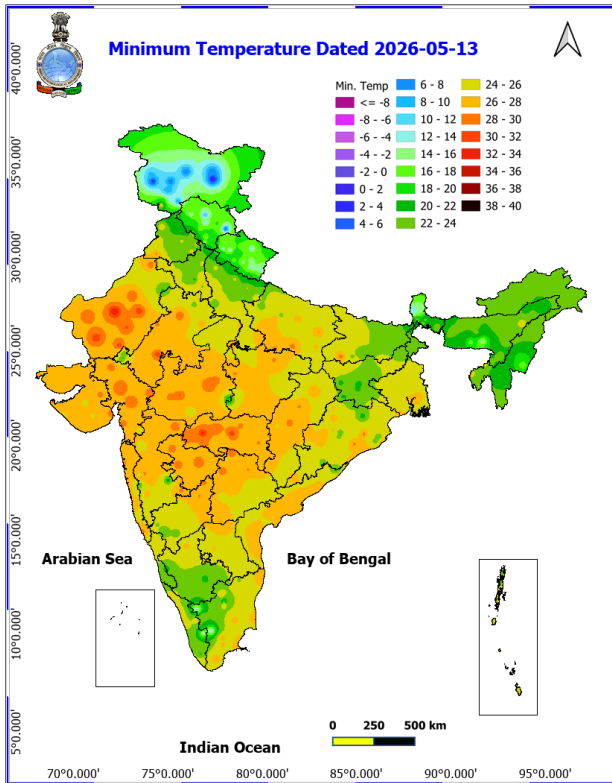 Minimum Temperature Dated 2026-05-13
Min. Temp
<= -8
-8 - -6
-6 - -4
-4 - -2
-2 - 0
0 - 2
2 - 4
4 - 6
6 - 8
8 - 10
10 - 12
12 - 14
14 - 16
16 - 18
18 - 20
20 - 22
22 - 24
24 - 26
26 - 28
28 - 30
30 - 32
32 - 34
34 - 36
36 - 38
38 - 40
40°0.000'
35°0.000'
30°0.000'
25°0.000'
20°0.000'
15°0.000'
10°0.000'
5°0.000'
Arabian Sea
Bay of Bengal
0 250 500 km
Indian Ocean
70°0.000' 75°0.000' 80°0.000' 85°0.000' 90°0.000' 95°0.000'